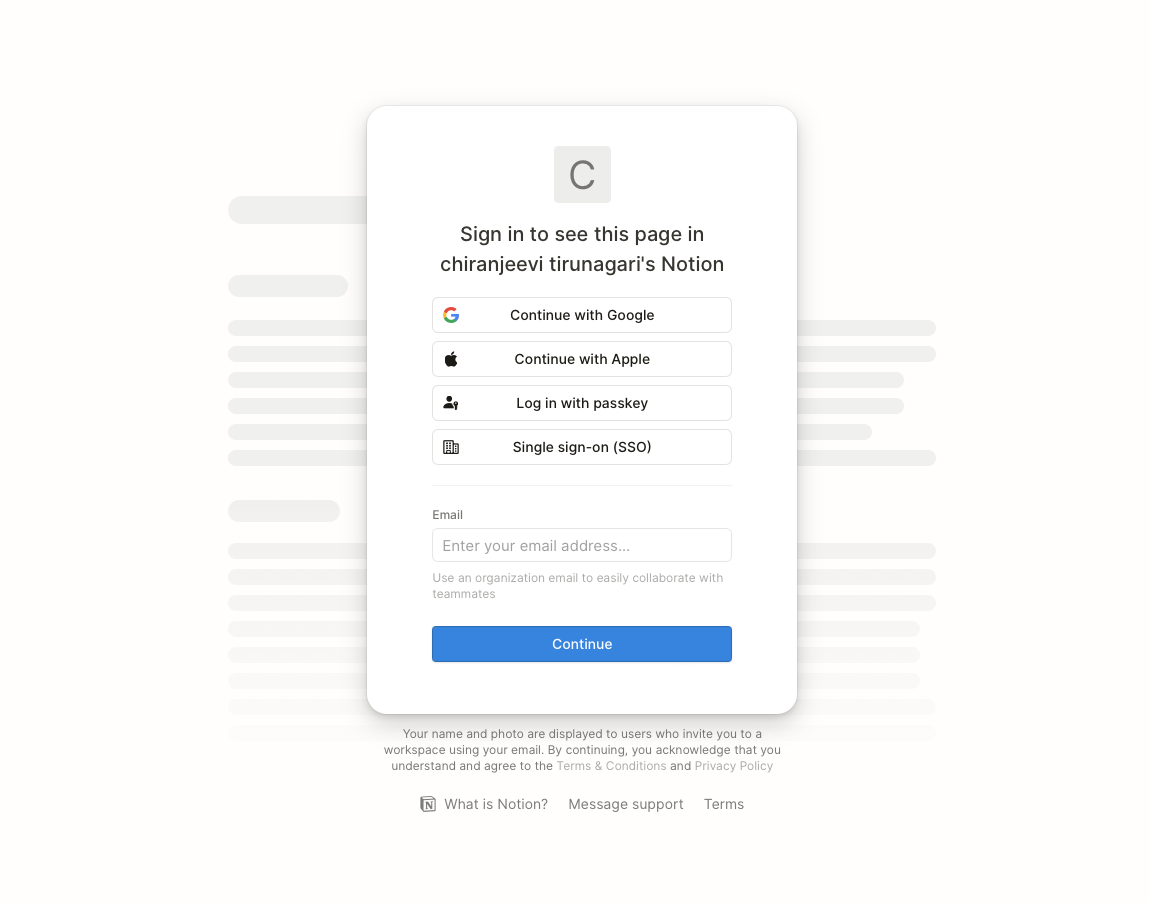 C
Sign in to see this page in
chiranjeevi tirunagari's Notion
Continue with Google
Continue with Apple
Log in with passkey
Single sign-on (SSO)
Email
Enter your email address...
Use an organization email to easily collaborate with
teammates
Continue
Your name and photo are displayed to users who invite you to a
workspace using your email. By continuing, you acknowledge that you
understand and agree to the Terms & Conditions and Privacy Policy
What is Notion? Message support Terms